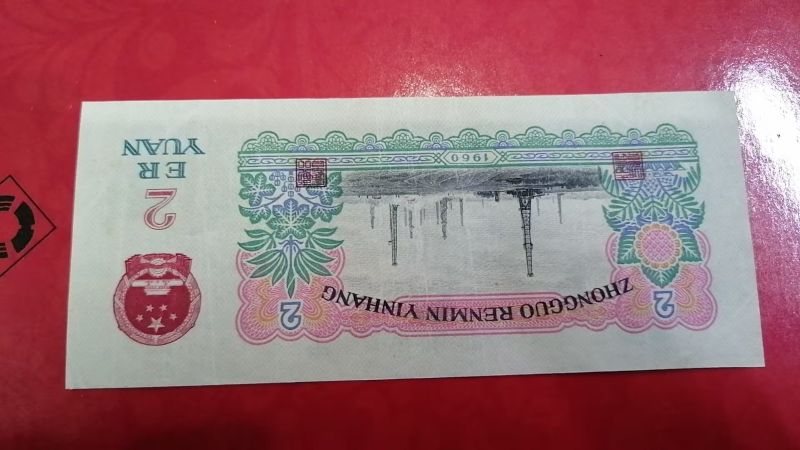 ZHONGGUO RENMIN YINHANG
2
2
1960
2
ER
YUAN